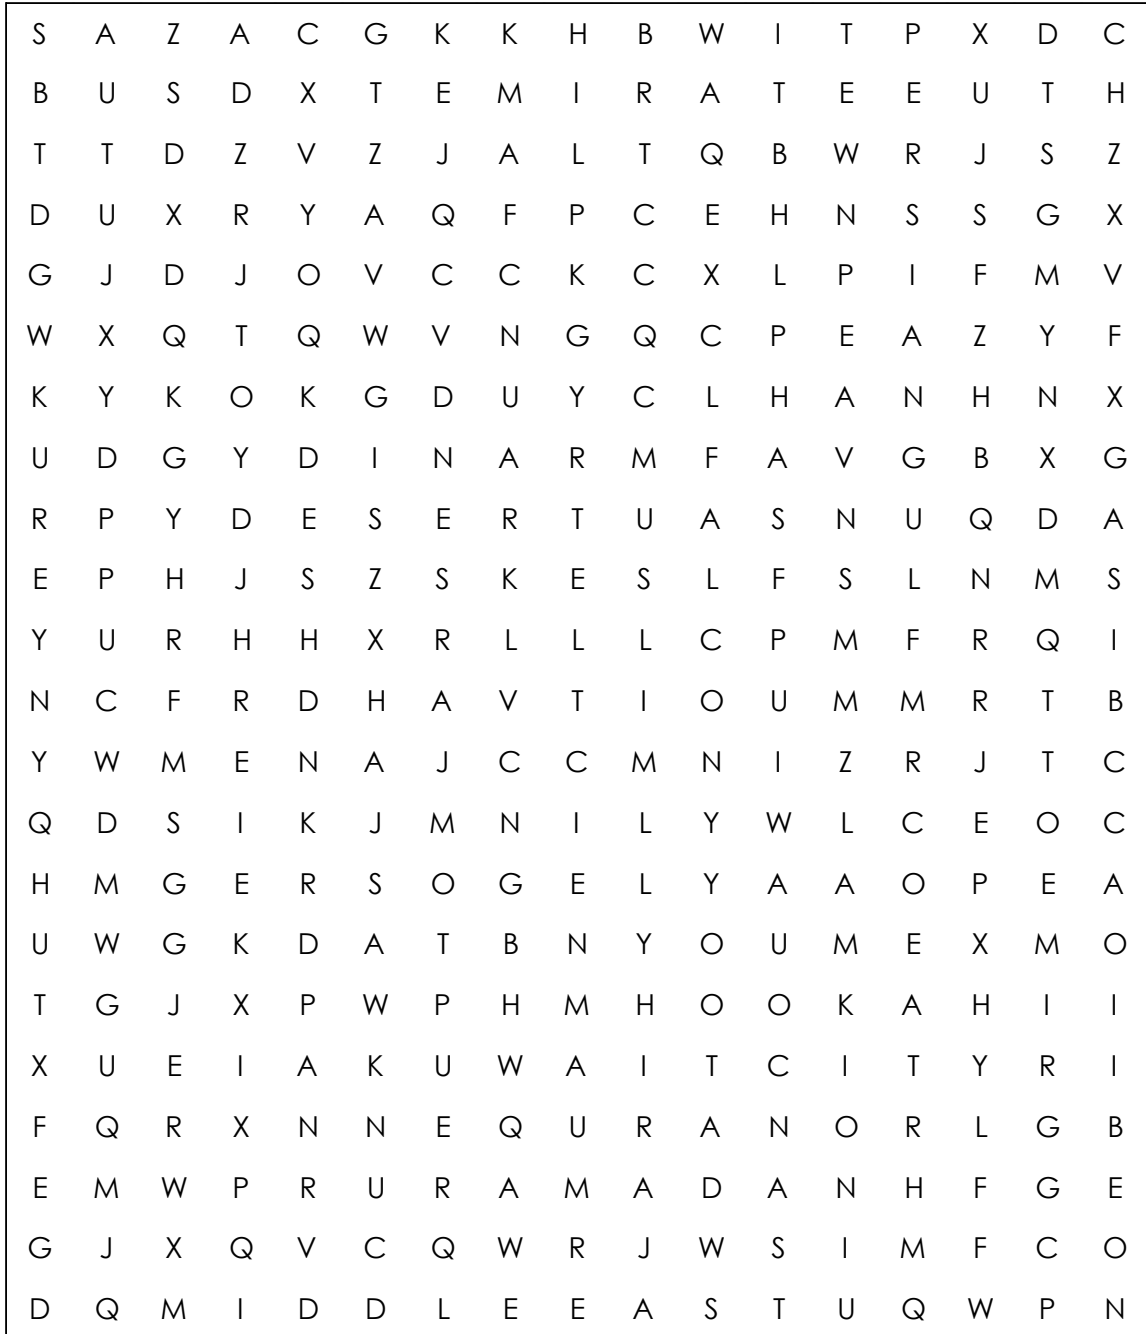 S A Z A C G K K H B W I T P X D C
B U S D X T E M I R A T E E U T H
T T D Z V Z J A L T Q B W R J S Z
D U X R Y A Q F P C E H N S S G X
G J D J O V C C K C X L P I F M V
W X Q T Q W V N G Q C P E A Z Y F
K Y K O K G D U Y C L H A N H N X
U D G Y D I N A R M F A V G B X G
R P Y D E S E R T U A S N U Q D A
E P H J S Z S K E S L F S L N M S
Y U R H H X R L L L C P M F R Q I
N C F R D H A V T I O U M M R T B
Y W M E N A J C C M N I Z R J T C
Q D S I K J M N I L Y W L C E O C
H M G E R S O G E L Y A A O P E A
U W G K D A T B N Y O U M E X M O
T G J X P W P H M H O O K A H I I
X U E I A K U W A I T C I T Y R I
F Q R X N N E Q U R A N O R L G B
E M W P R U R A M A D A N H F G E
G J X Q V C Q W R J W S I M F C O
D Q M I D D L E E A S T U Q W P N